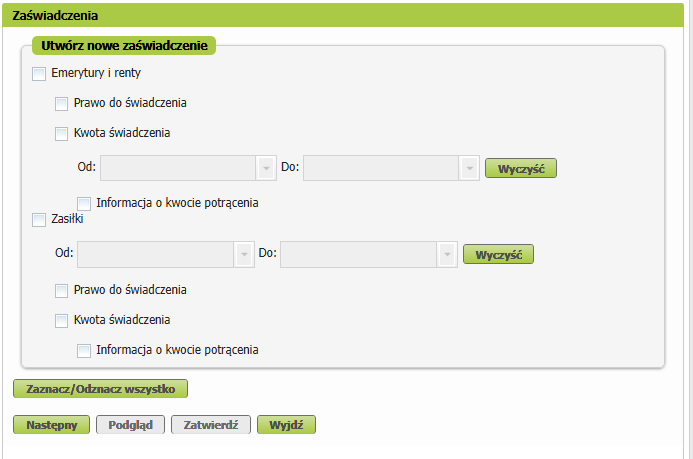 Zaświadczenia
Utwórz nowe zaświadczenie
Emerytury i renty
Prawo do świadczenia
Kwota świadczenia
Od: Do: Wyczyść
Informacja o kwocie potrącenia
Zasiłki
Od: Do: Wyczyść
Prawo do świadczenia
Kwota świadczenia
Informacja o kwocie potrącenia
Zaznacz/Odznacz wszystko
Następny Podgląd Zatwierdź Wyjdź